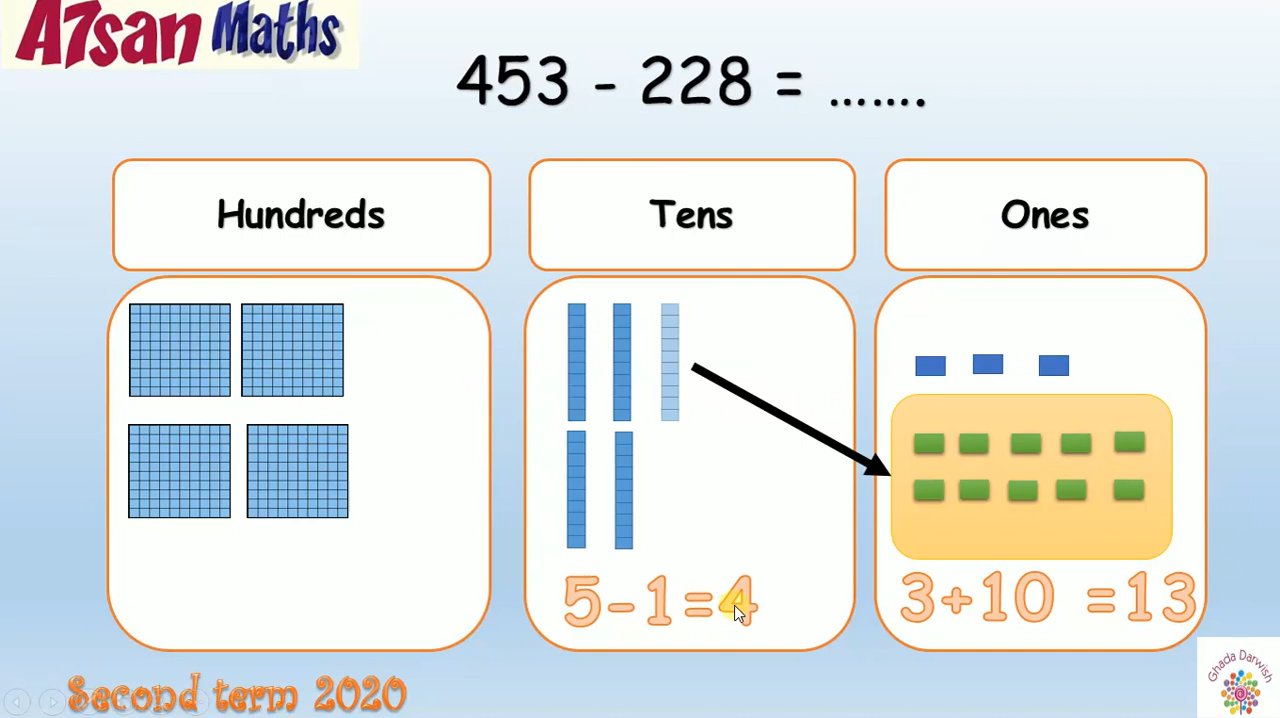 A7san Maths
453 - 228 = .......
Hundreds
Tens
Ones
5-1=4
3+10 =13
Second term 2020
Ghada Darwish